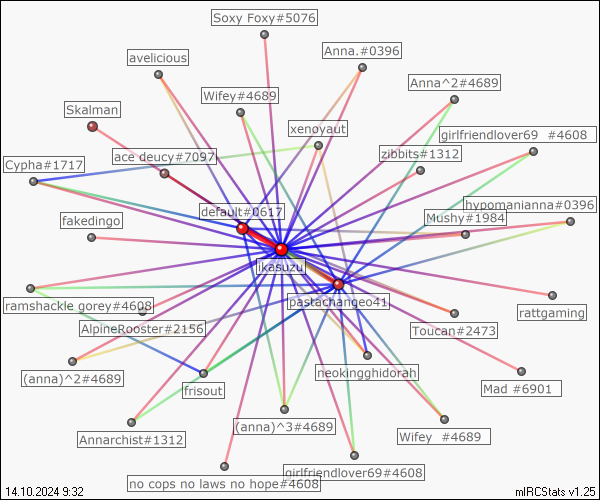 Soxy Foxy#5076
Anna.#0396
avelicious
Anna^2#4689
Wifey#4689
Skalman
xenoyaut
girlfriendlover69 #4608
zibbits#1312
ace deucy#7097
Cypha#1717
hypomanianna#0396
default#0617
Mushy#1984
fakedingo
ikasuzu
pastachangeo41
ramshackle gorey#4608
rattgaming
AlpineRooster#2156
Toucan#2473
neokingghidorah
(anna)^2#4689
frisout
Mad #6901
(anna)^3#4689
Annarchist#1312
Wifey #4689
girlfriendlover69#4608
no cops no laws no hope#4608
14.10.2024 9:32
mIRCStats v1.25